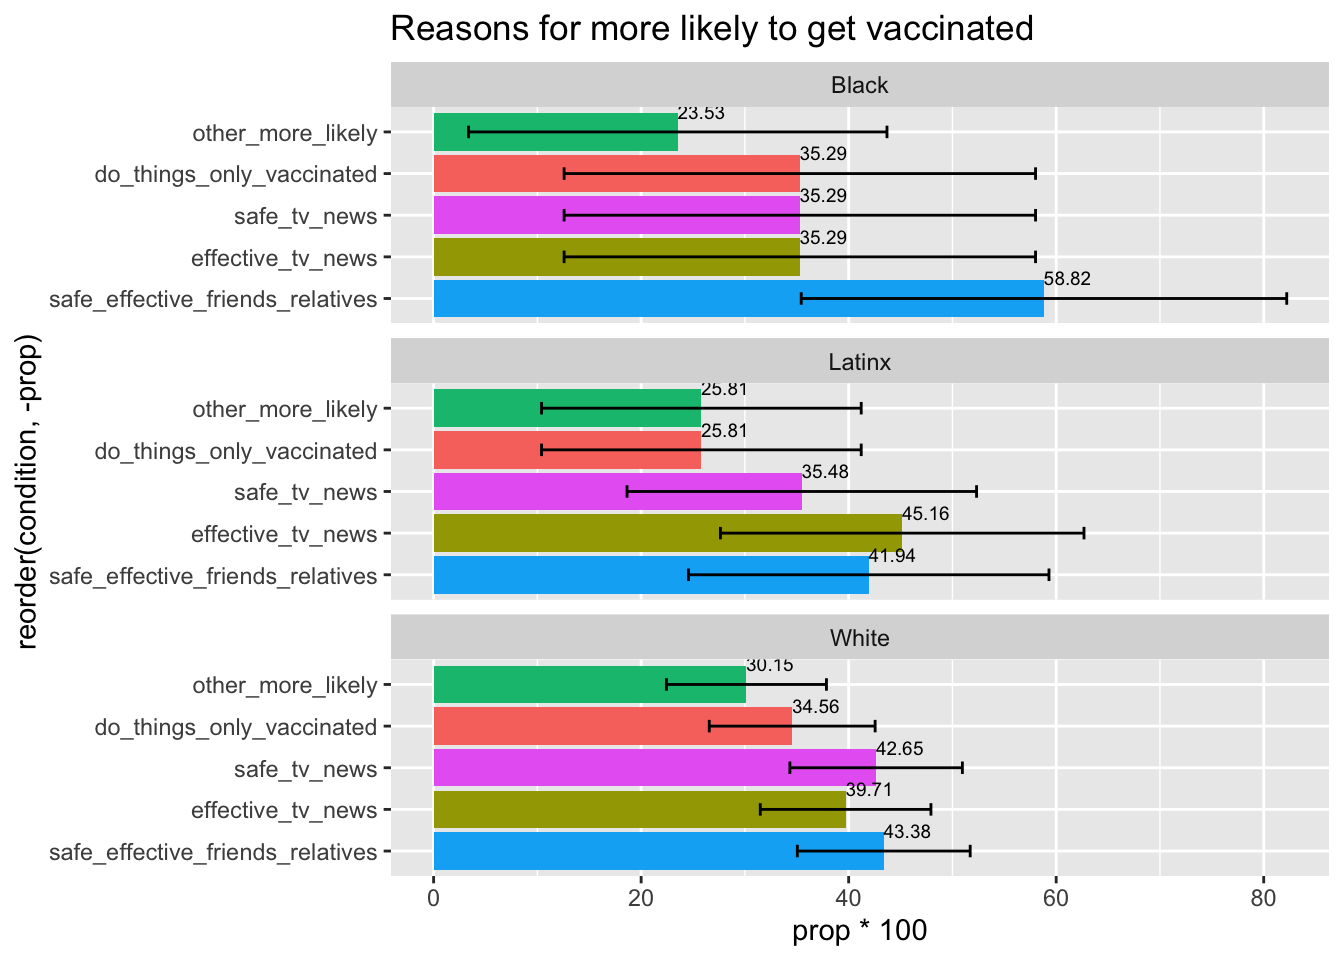 Reasons for more likely to get vaccinated
reorder(condition, -prop)
Black
other_more_likely
23.53
do_things_only_vaccinated
35.29
safe_tv_news
35.29
effective_tv_news
35.29
safe_effective_friends_relatives
58.82
Latinx
other_more_likely
25.81
do_things_only_vaccinated
25.81
safe_tv_news
35.48
effective_tv_news
45.16
safe_effective_friends_relatives
41.94
White
other_more_likely
30.15
do_things_only_vaccinated
34.56
safe_tv_news
42.65
effective_tv_news
39.71
safe_effective_friends_relatives
43.38
0 20 40 60 80
prop * 100